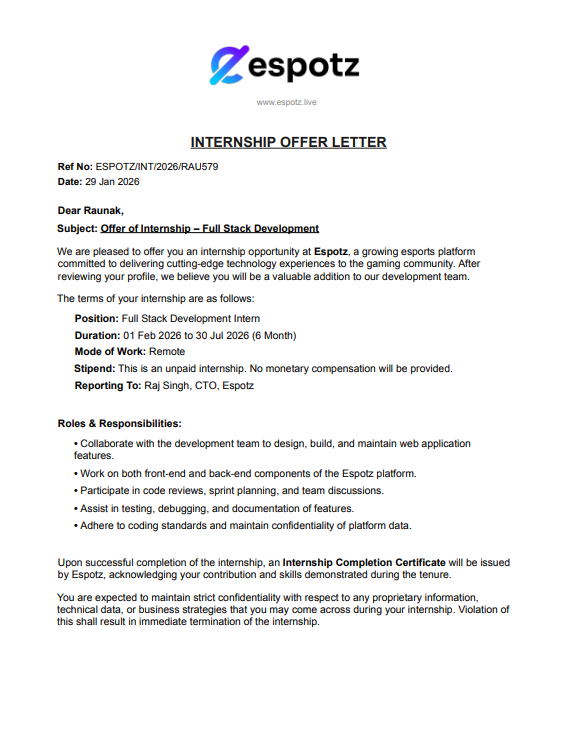 espotz
www.espotz.live
INTERNSHIP OFFER LETTER
Ref No: ESPOTZ/INT/2026/RAU579
Date: 29 Jan 2026
Dear Raunak,
Subject: Offer of Internship – Full Stack Development
We are pleased to offer you an internship opportunity at Espotz, a growing esports platform
committed to delivering cutting-edge technology experiences to the gaming community. After
reviewing your profile, we believe you will be a valuable addition to our development team.
The terms of your internship are as follows:
Position: Full Stack Development Intern
Duration: 01 Feb 2026 to 30 Jul 2026 (6 Month)
Mode of Work: Remote
Stipend: This is an unpaid internship. No monetary compensation will be provided.
Reporting To: Raj Singh, CTO, Espotz
Roles & Responsibilities:
• Collaborate with the development team to design, build, and maintain web application
features.
• Work on both front-end and back-end components of the Espotz platform.
• Participate in code reviews, sprint planning, and team discussions.
• Assist in testing, debugging, and documentation of features.
• Adhere to coding standards and maintain confidentiality of platform data.
Upon successful completion of the internship, an Internship Completion Certificate will be issued
by Espotz, acknowledging your contribution and skills demonstrated during the tenure.
You are expected to maintain strict confidentiality with respect to any proprietary information,
technical data, or business strategies that you may come across during your internship. Violation of
this shall result in immediate termination of the internship.